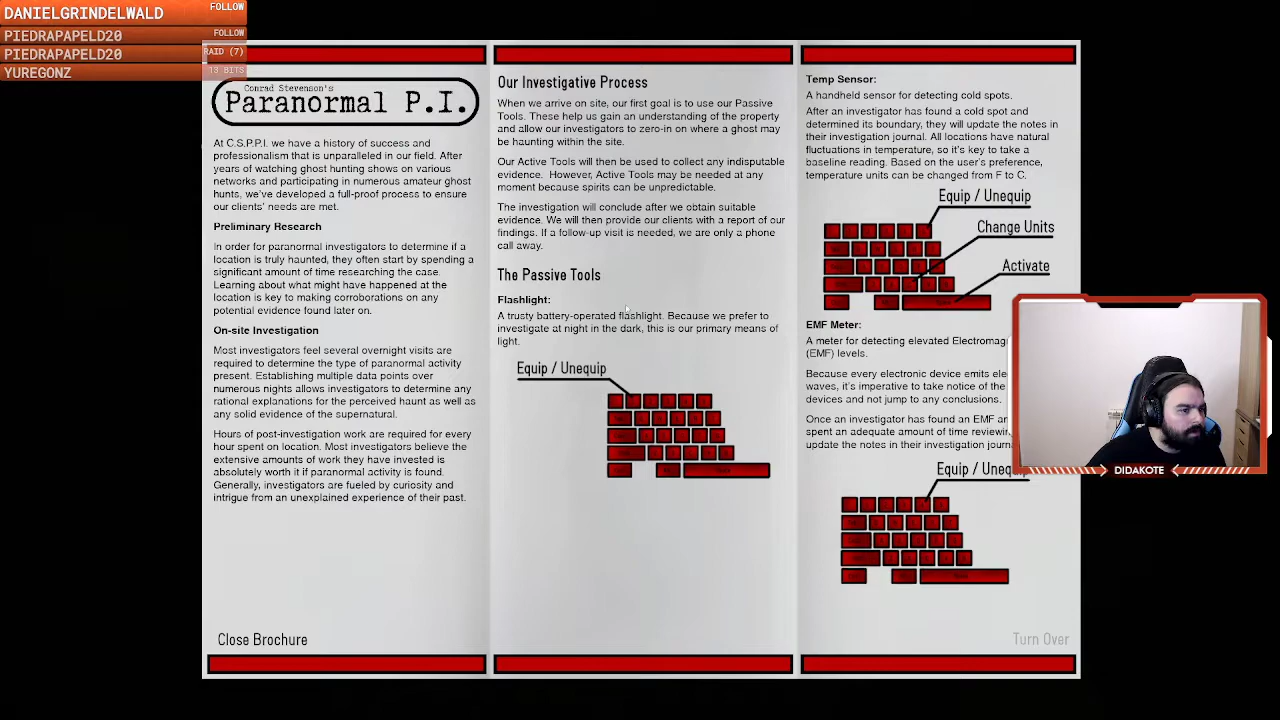 DANIELGRINDELWALD FOLLOW
PIEDRAPAPELD20 FOLLOW
PIEDRAPAPELD20 RAID (7)
YUREGONZ 13 BITS
Conrad Stevenson's
Paranormal P.I.
At C.S.P.P.I. we have a history of success and
professionalism that is unparalleled in our field. After
years of watching ghost hunting shows on various
networks and participating in numerous amateur ghost
hunts, we've developed a full-proof process to ensure
our clients' needs are met.
Preliminary Research
In order for paranormal investigators to determine if a
location is truly haunted, they often start by spending a
significant amount of time researching the case.
Learning about what might have happened at the
location is key to making corroborations on any
potential evidence found later on.
On-site Investigation
Most investigators feel several overnight visits are
required to determine the type of paranormal activity
present. Establishing multiple data points over
numerous nights allows investigators to determine any
rational explanations for the perceived haunt as well as
any solid evidence of the supernatural.
Hours of post-investigation work are required for every
hour spent on location. Most investigators believe the
extensive amounts of work they have invested is
absolutely worth it if paranormal activity is found.
Generally, investigators are fueled by curiosity and
intrigue from an unexplained experience of their past.
Close Brochure
Our Investigative Process
When we arrive on site, our first goal is to use our Passive
Tools. These help us gain an understanding of the property
and allow our investigators to zero-in on where a ghost may
be haunting within the site.
Our Active Tools will then be used to collect any indisputable
evidence. However, Active Tools may be needed at any
moment because spirits can be unpredictable.
The investigation will conclude after we obtain suitable
evidence. We will then provide our clients with a report of our
findings. If a follow-up visit is needed, we are only a phone
call away.
The Passive Tools
Flashlight:
A trusty battery-operated flashlight. Because we prefer to
investigate at night in the dark, this is our primary means of
light.
Equip / Unequip
Temp Sensor:
A handheld sensor for detecting cold spots.
After an investigator has found a cold spot and
determined its boundary, they will update the notes in
their investigation journal. All locations have natural
fluctuations in temperature, so it's key to take a
baseline reading. Based on the user's preference,
temperature units can be changed from F to C.
Equip / Unequip
Change Units
Activate
EMF Meter:
A meter for detecting elevated Electromag
(EMF) levels.
Because every electronic device emits ele
waves, it's imperative to take notice of the
devices and not jump to any conclusions.
Once an investigator has found an EMF an
spent an adequate amount of time reviewin
update the notes in their investigation journ
Equip / Unequip
Turn Over
DIDAKOTE